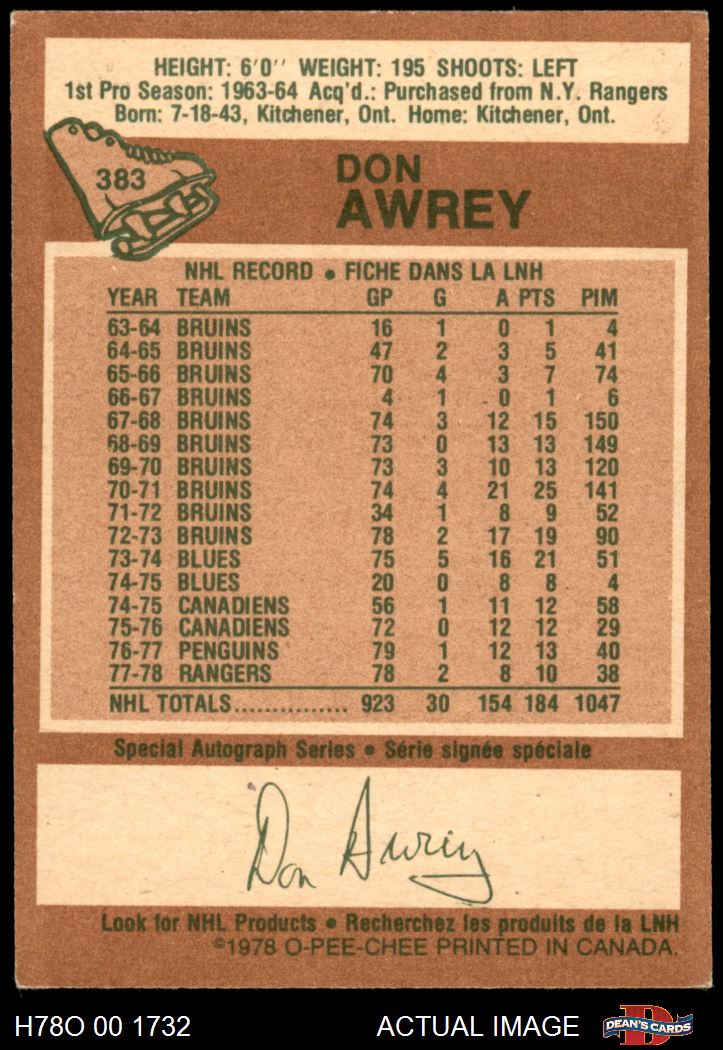 HEIGHT: 6'0'' WEIGHT: 195 SHOOTS: LEFT
1st Pro Season: 1963-64 Acq'd.: Purchased from N.Y. Rangers
Born: 7-18-43, Kitchener, Ont. Home: Kitchener, Ont.
383
DON
AWREY
NHL RECORD • FICHE DANS LA LNH
YEAR TEAM GP G A PTS PIM
63-64 BRUINS 16 1 0 1 4
64-65 BRUINS 47 2 3 5 41
65-66 BRUINS 70 4 3 7 74
66-67 BRUINS 4 1 0 1 6
67-68 BRUINS 74 3 12 15 150
68-69 BRUINS 73 0 13 13 149
69-70 BRUINS 73 3 10 13 120
70-71 BRUINS 74 4 21 25 141
71-72 BRUINS 34 1 8 9 52
72-73 BRUINS 78 2 17 19 90
73-74 BLUES 75 5 16 21 51
74-75 BLUES 20 0 8 8 4
74-75 CANADIENS 56 1 11 12 58
75-76 CANADIENS 72 0 12 12 29
76-77 PENGUINS 79 1 12 13 40
77-78 RANGERS 78 2 8 10 38
NHL TOTALS............... 923 30 154 184 1047
Special Autograph Series • Série signée spéciale
Don Awrey
Look for NHL Products • Recherchez les produits de la LNH
©1978 O-PEE-CHEE PRINTED IN CANADA.
H78O 00 1732 ACTUAL IMAGE D DEAN'S CARDS